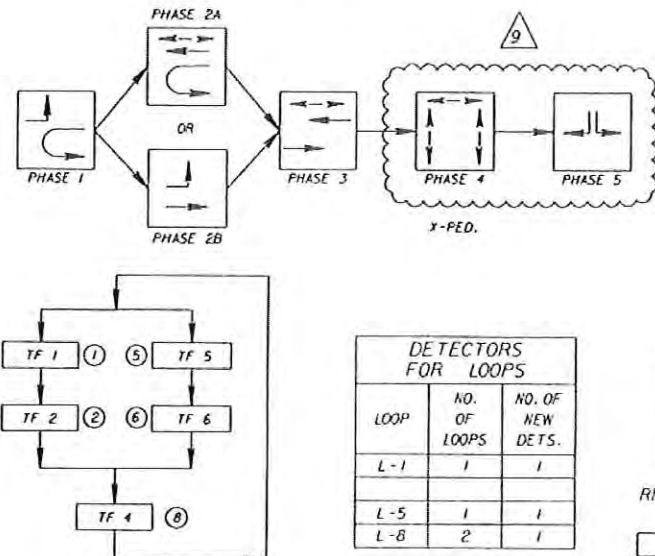 PHASE 2A
9
OR
PHASE 1
PHASE 2B
PHASE 3
PHASE 4
PHASE 5
X-PED.
TF 1
1
5
TF 5
TF 2
2
6
TF 6
TF 4
8
DETECTORS
FOR LOOPS
LOOP
NO.
OF
LOOPS
NO. OF
NEW
DETS.
L-1 1 1
L-5 1 1
L-8 2 1